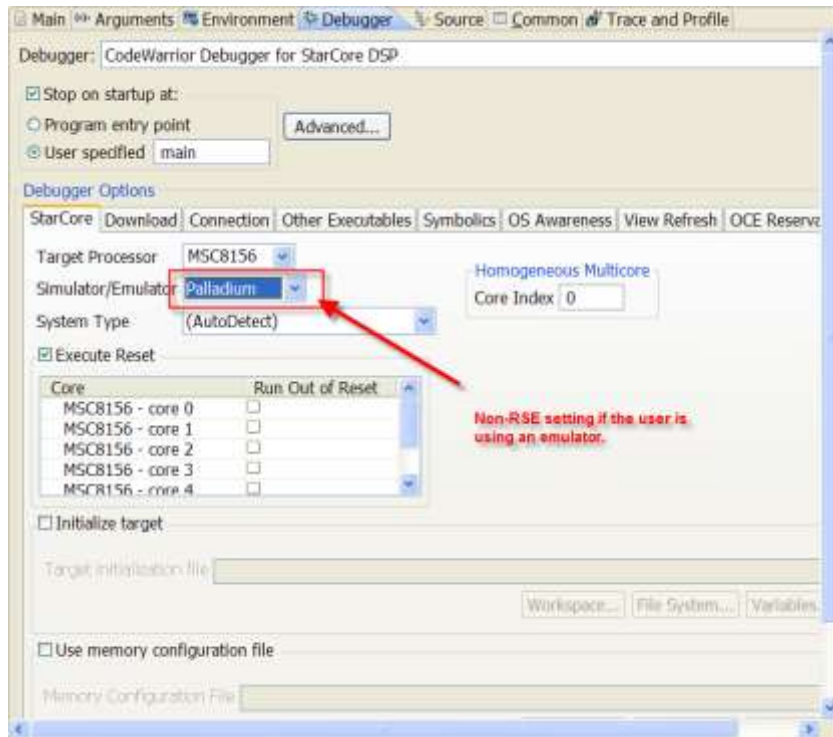 Main Arguments Environment Debugger Source Common Trace and Profile
Debugger: CodeWarrior Debugger for StarCore DSP
Stop on startup at:
Program entry point
Advanced...
User specified main
Debugger Options
StarCore Download Connection Other Executables Symbolics OS Awareness View Refresh OCE Reserva
Target Processor MSC8156
Homogeneous Multicore
Simulator/Emulator Palladium
Core Index 0
System Type (AutoDetect)
Execute Reset
Core Run Out of Reset
MSC8156 - core 0
MSC8156 - core 1
MSC8156 - core 2
MSC8156 - core 3
MSC8156 - core 4
Non-RSE setting if the user is
using an emulator.
Initialize target
Target initialization file
Workspace... File System... Variables
Use memory configuration file
Memory Configuration File